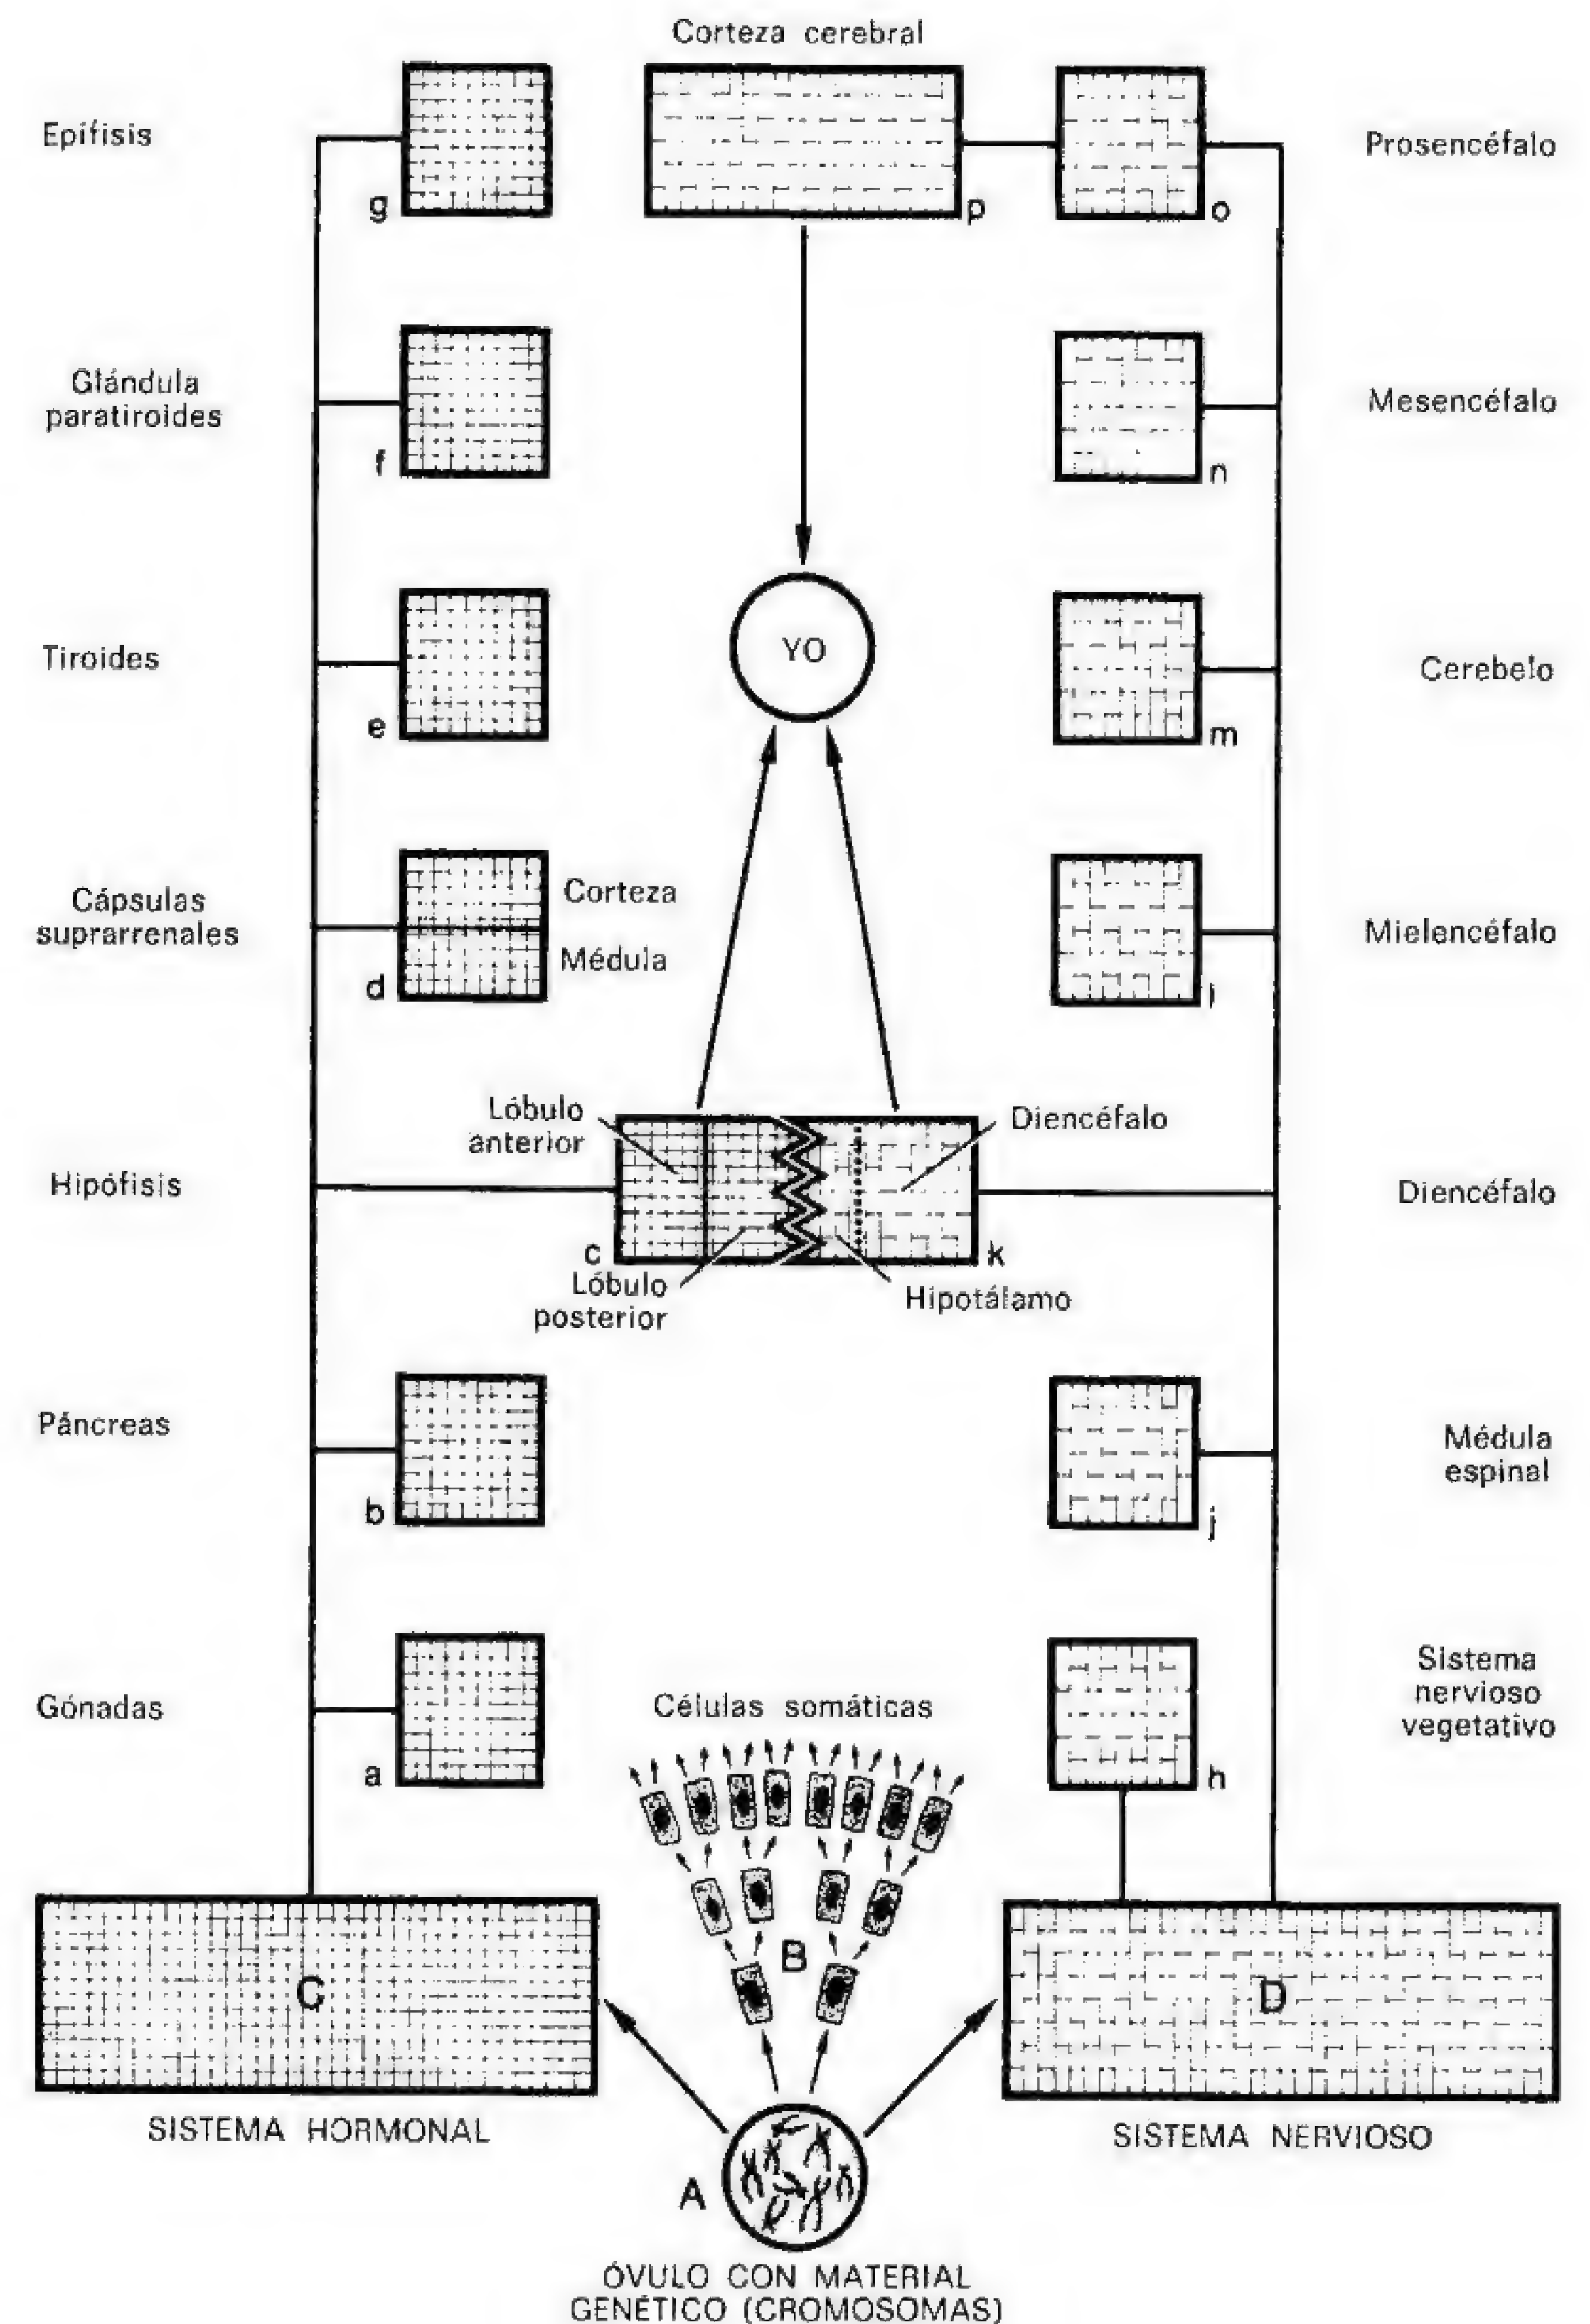 Corteza cerebral
Epífisis
g
p
o
Prosencéfalo
Glándula
paratiroides
f
n
Mesencéfalo
Tiroides
e
YO
m
Cerebelo
Cápsulas
suprarrenales
Corteza
Médula
d
l
Mielencéfalo
Lóbulo
anterior
Diencéfalo
Hipófisis
c
k
Diencéfalo
Lóbulo
posterior
Hipotálamo
Páncreas
b
j
Médula
espinal
Gónadas
a
Células somáticas
h
Sistema
nervioso
vegetativo
B
C
D
SISTEMA HORMONAL
SISTEMA NERVIOSO
A
ÓVULO CON MATERIAL
GENÉTICO (CROMOSOMAS)